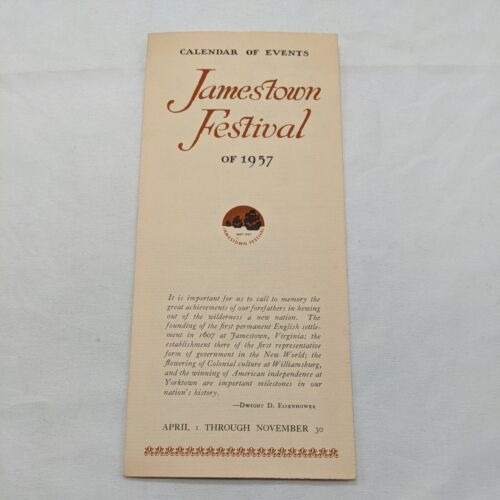 CALENDAR OF EVENTS
Jamestown
Festival
OF 1957
1607-1957
JAMESTOWN FESTIVAL
It is important for us to call to memory the
great achievements of our forefathers in hewing
out of the wilderness a new nation. The
founding of the first permanent English settle-
ment in 1607 at Jamestown, Virginia; the
establishment there of the first representative
form of government in the New World; the
flowering of Colonial culture at Williamsburg,
and the winning of American independence at
Yorktown are important milestones in our
nation's history.
—DWIGHT D. EISENHOWER
APRIL 1 THROUGH NOVEMBER 30